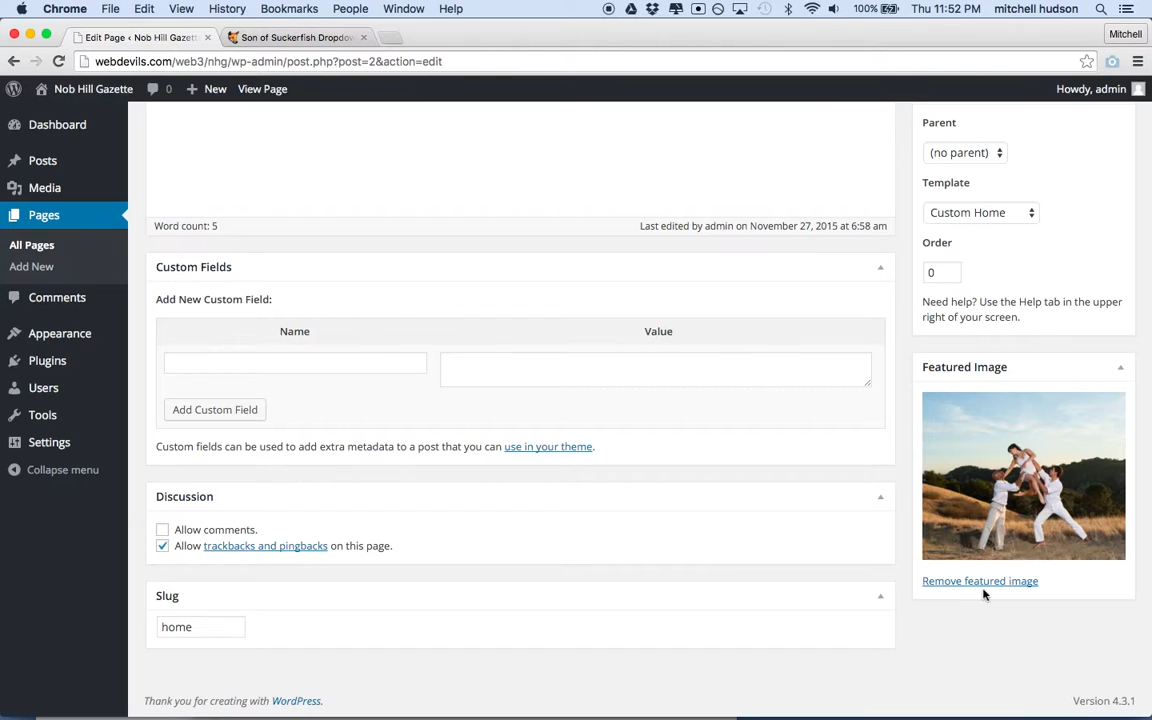 Chrome File Edit View History Bookmarks People Window Help 100% Thu 11:52 PM mitchell hudson
Edit Page ‹ Nob Hill Gazett Son of Suckerfish Dropdow Mitchell
webdevils.com/web3/nhg/wp-admin/post.php?post=2&action=edit
Nob Hill Gazette 0 New View Page Howdy, admin
Dashboard
Posts
Media
Pages
All Pages
Add New
Comments
Appearance
Plugins
Users
Tools
Settings
Collapse menu
Word count: 5 Last edited by admin on November 27, 2015 at 6:58 am
Custom Fields
Add New Custom Field:
Name Value
Add Custom Field
Custom fields can be used to add extra metadata to a post that you can use in your theme.
Discussion
Allow comments.
Allow trackbacks and pingbacks on this page.
Slug
home
Parent
(no parent)
Template
Custom Home
Order
0
Need help? Use the Help tab in the upper
right of your screen.
Featured Image
Remove featured image
Thank you for creating with WordPress. Version 4.3.1